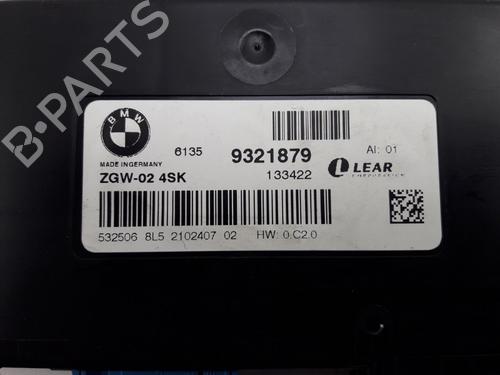 B-PARTS
BMW
6135 9321879 AI: 01
MADE IN GERMANY
133422 LEAR
CORPORATION
ZGW-02 4SK
532506 8L5 2102407 02 HW: 0.C2.0